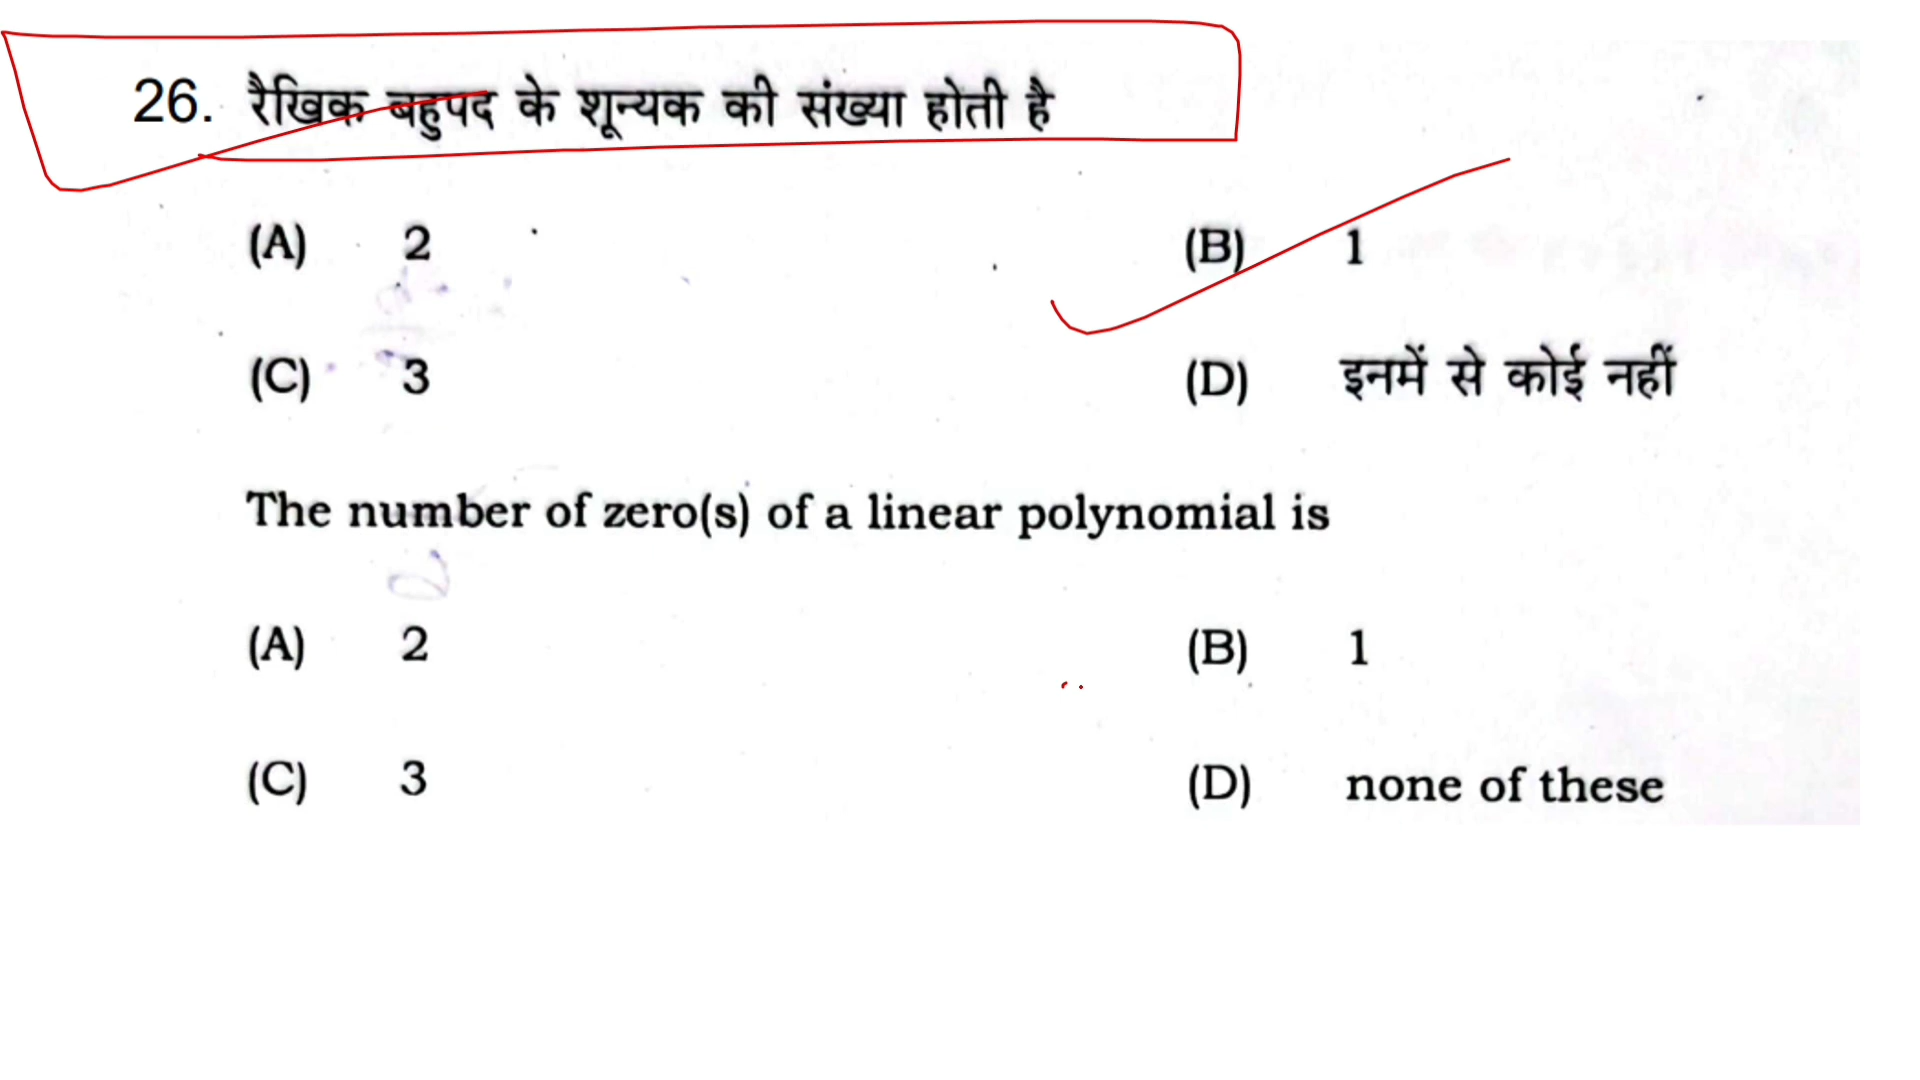 26. रैखिक बहुपद के शून्यक की संख्या होती है
(A) 2 (B) 1
(C) 3 (D) इनमें से कोई नहीं
The number of zero(s) of a linear polynomial is
(A) 2 (B) 1
(C) 3 (D) none of these